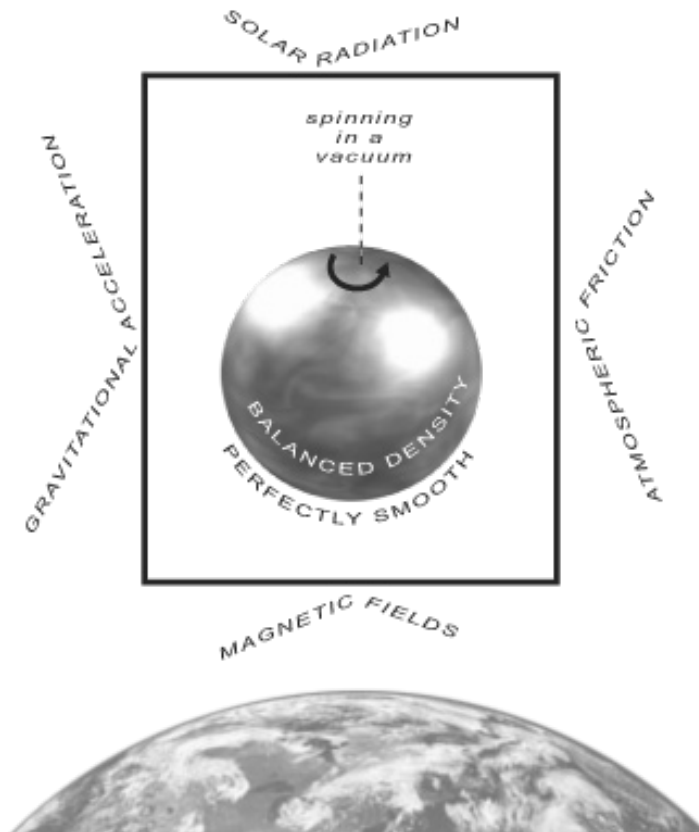 SOLAR RADIATION
spinning
in a
vacuum
GRAVITATIONAL ACCELERATION
ATMOSPHERIC FRICTION
BALANCED DENSITY
PERFECTLY SMOOTH
MAGNETIC FIELDS